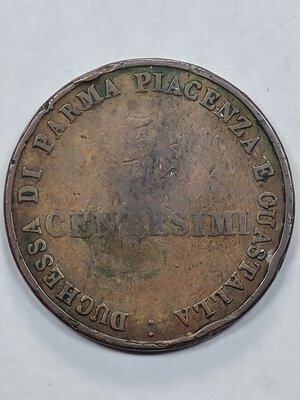 DUCHESSA DI PARMA PIACENZA E GUASTALLA :
CENTESIMI